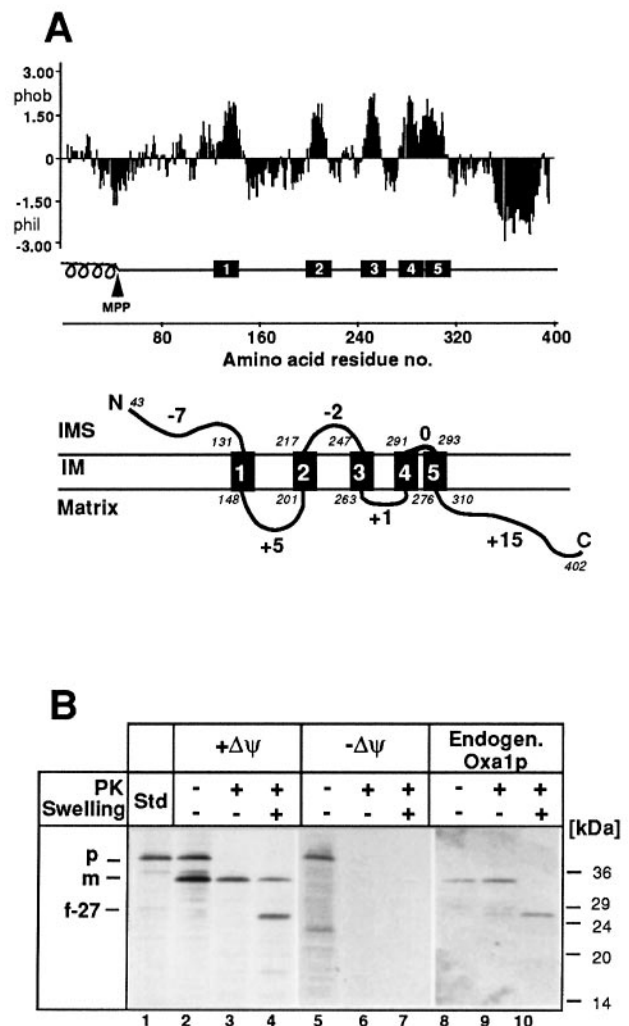 A
3.00
phob
1.50
0
-1.50
phil
-3.00
1 2 3 4 5
MPP
80 160 240 320 400
Amino acid residue no.
N 43 -7 -2 0
IMS 131 217 247 291 293
IM 1 2 3 4 5
Matrix 148 201 263 276 310
+5 +1 +15 C
402
B
+Δψ -Δψ Endogen. Oxa1p
PK Std - + + - + + - + +
Swelling - - + - - + - - + [kDa]
p
m 36
f-27 29
24
20
14
1 2 3 4 5 6 7 8 9 10